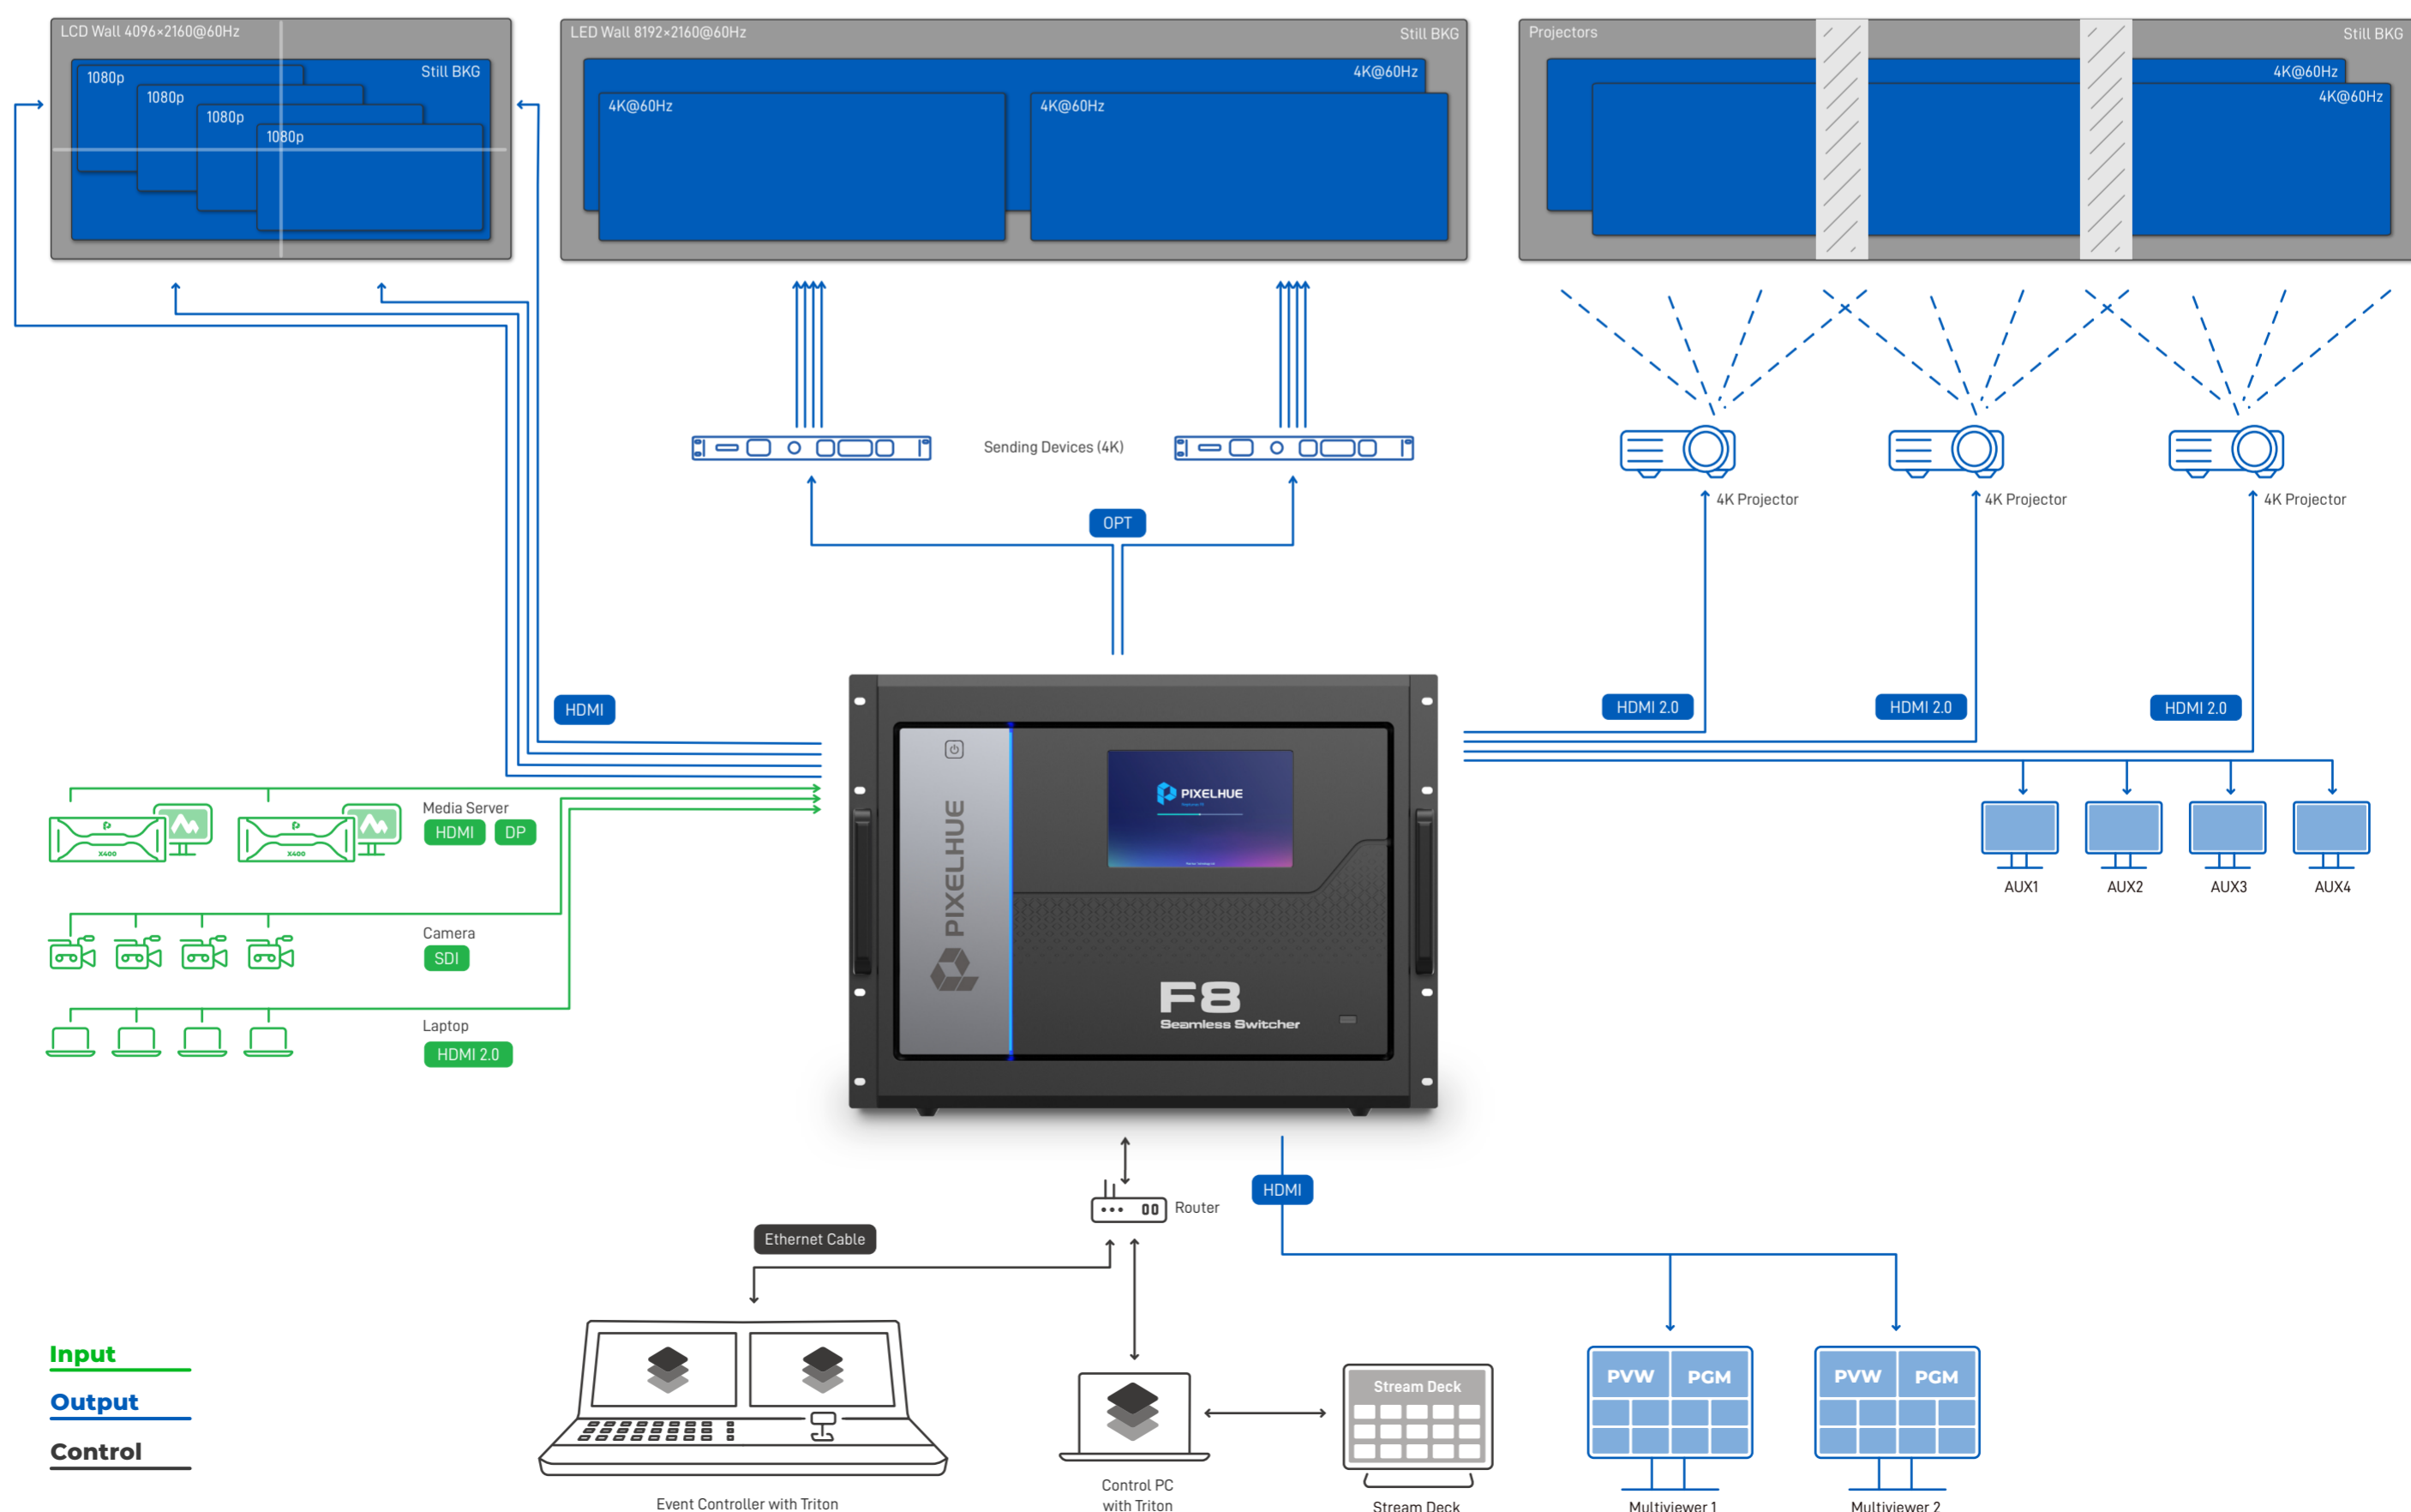 LCD Wall 4096×2160@60Hz
Still BKG
1080p
1080p
1080p
1080p
LED Wall 8192×2160@60Hz
Still BKG
4K@60Hz
4K@60Hz
4K@60Hz
Projectors
Still BKG
4K@60Hz
4K@60Hz
Sending Devices (4K)
4K Projector
4K Projector
4K Projector
OPT
HDMI
HDMI 2.0
HDMI 2.0
HDMI 2.0
Media Server
HDMI
DP
X400
X400
Camera
SDI
Laptop
HDMI 2.0
PIXELHUE
PIXELHUE
F8
Seamless Switcher
AUX1
AUX2
AUX3
AUX4
Router
HDMI
Ethernet Cable
Input
Output
Control
Event Controller with Triton
Control PC
with Triton
Stream Deck
Stream Deck
PVW
PGM
Multiviewer 1
PVW
PGM
Multiviewer 2